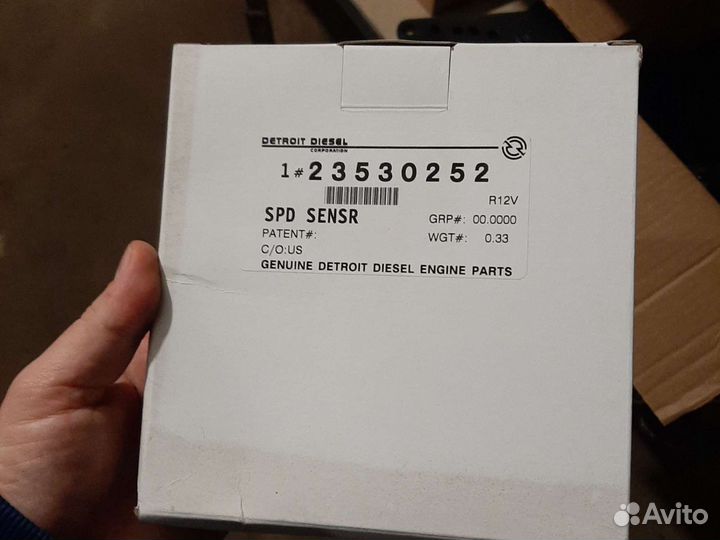 DETROIT DIESEL
CORPORATION
1# 23530252
R12V
SPD SENSR
GRP#: 00.0000
PATENT#:
WGT#: 0.33
C/O:US
GENUINE DETROIT DIESEL ENGINE PARTS
Avito